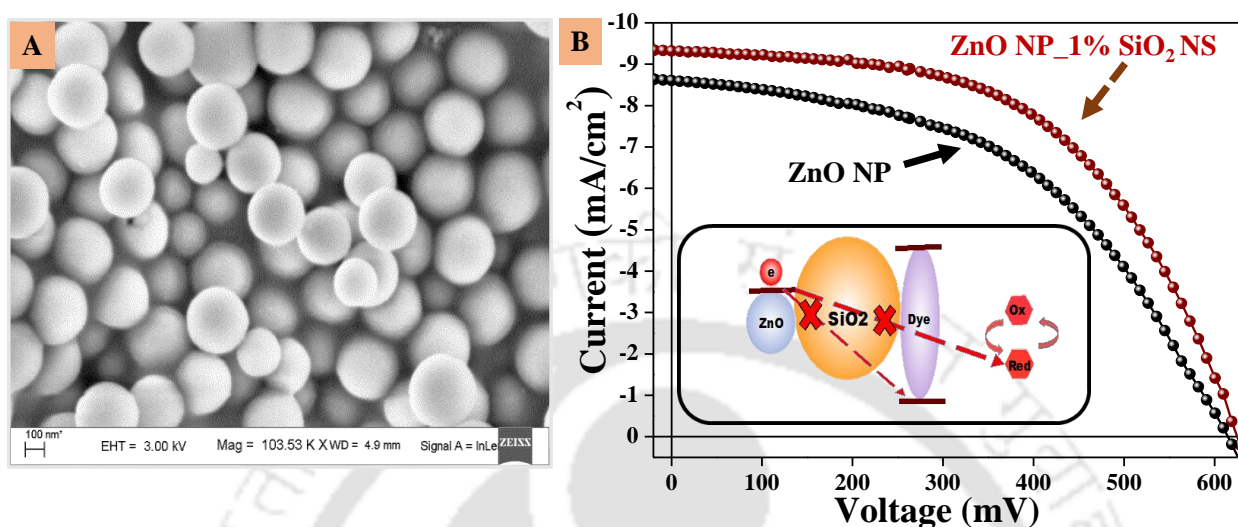 A
100 nm*
EHT = 3.00 kV
Mag = 103.53 K X
WD = 4.9 mm
Signal A = InLe
ZEISS
B
-10
-9
-8
-7
-6
-5
-4
-3
-2
-1
0
Current (mA/cm²)
ZnO NP_1% SiO₂ NS
ZnO NP
e
ZnO
SiO2
Dye
Ox
Red
0
100
200
300
400
500
600
Voltage (mV)